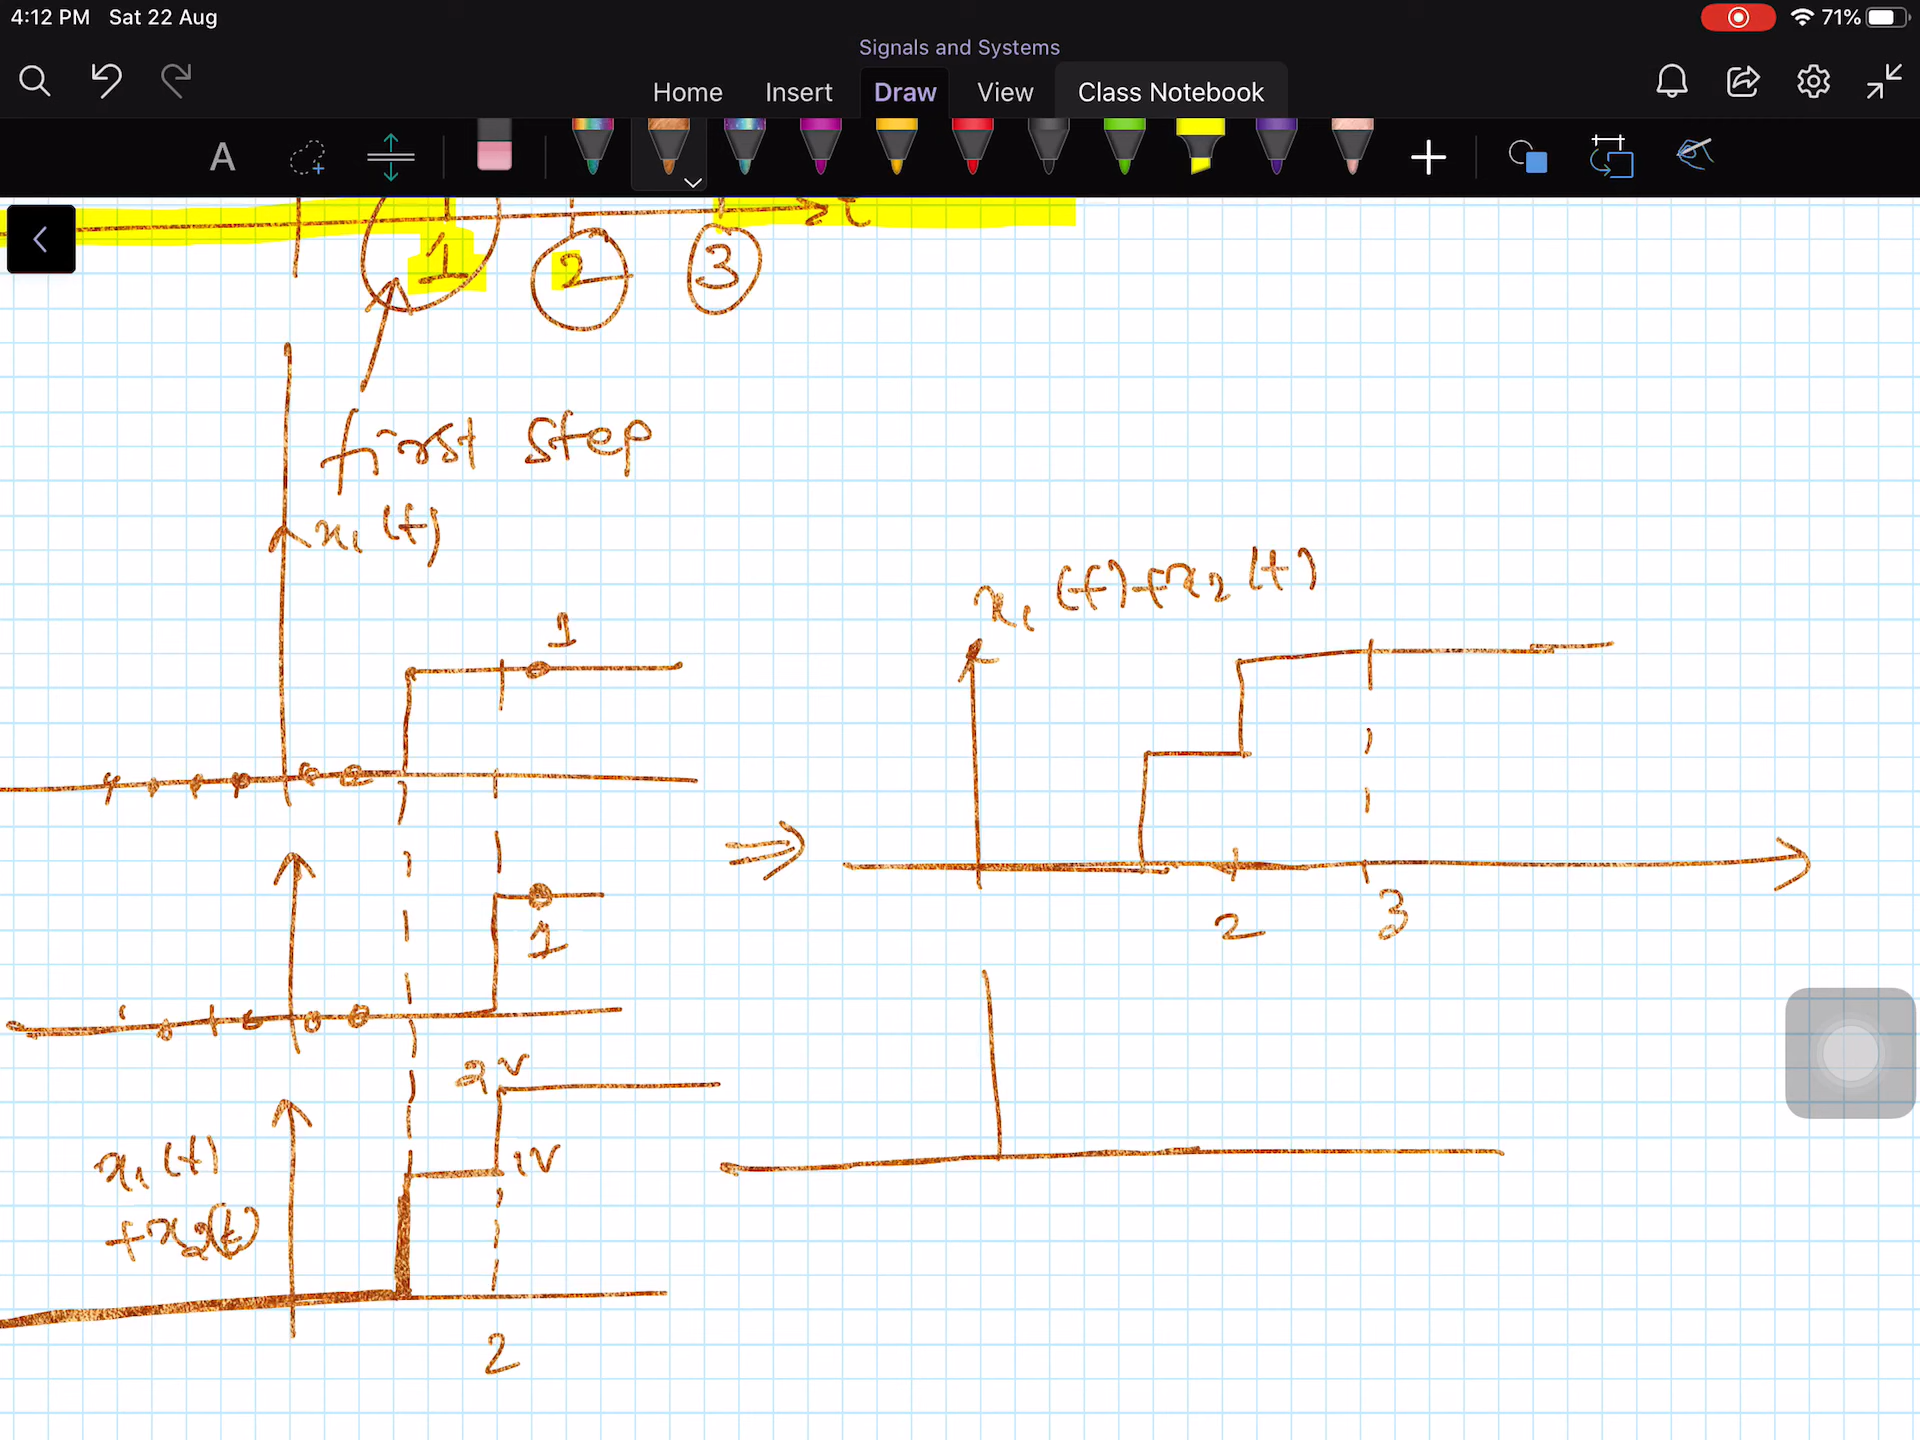 4:12 PM Sat 22 Aug
71%
Signals and Systems
Home Insert Draw View Class Notebook
A
t
1 2 3
first step
x1(t)
1
x1(t)+x2(t)
1
2 3
2V
1V
x1(t)
+x2(t)
2